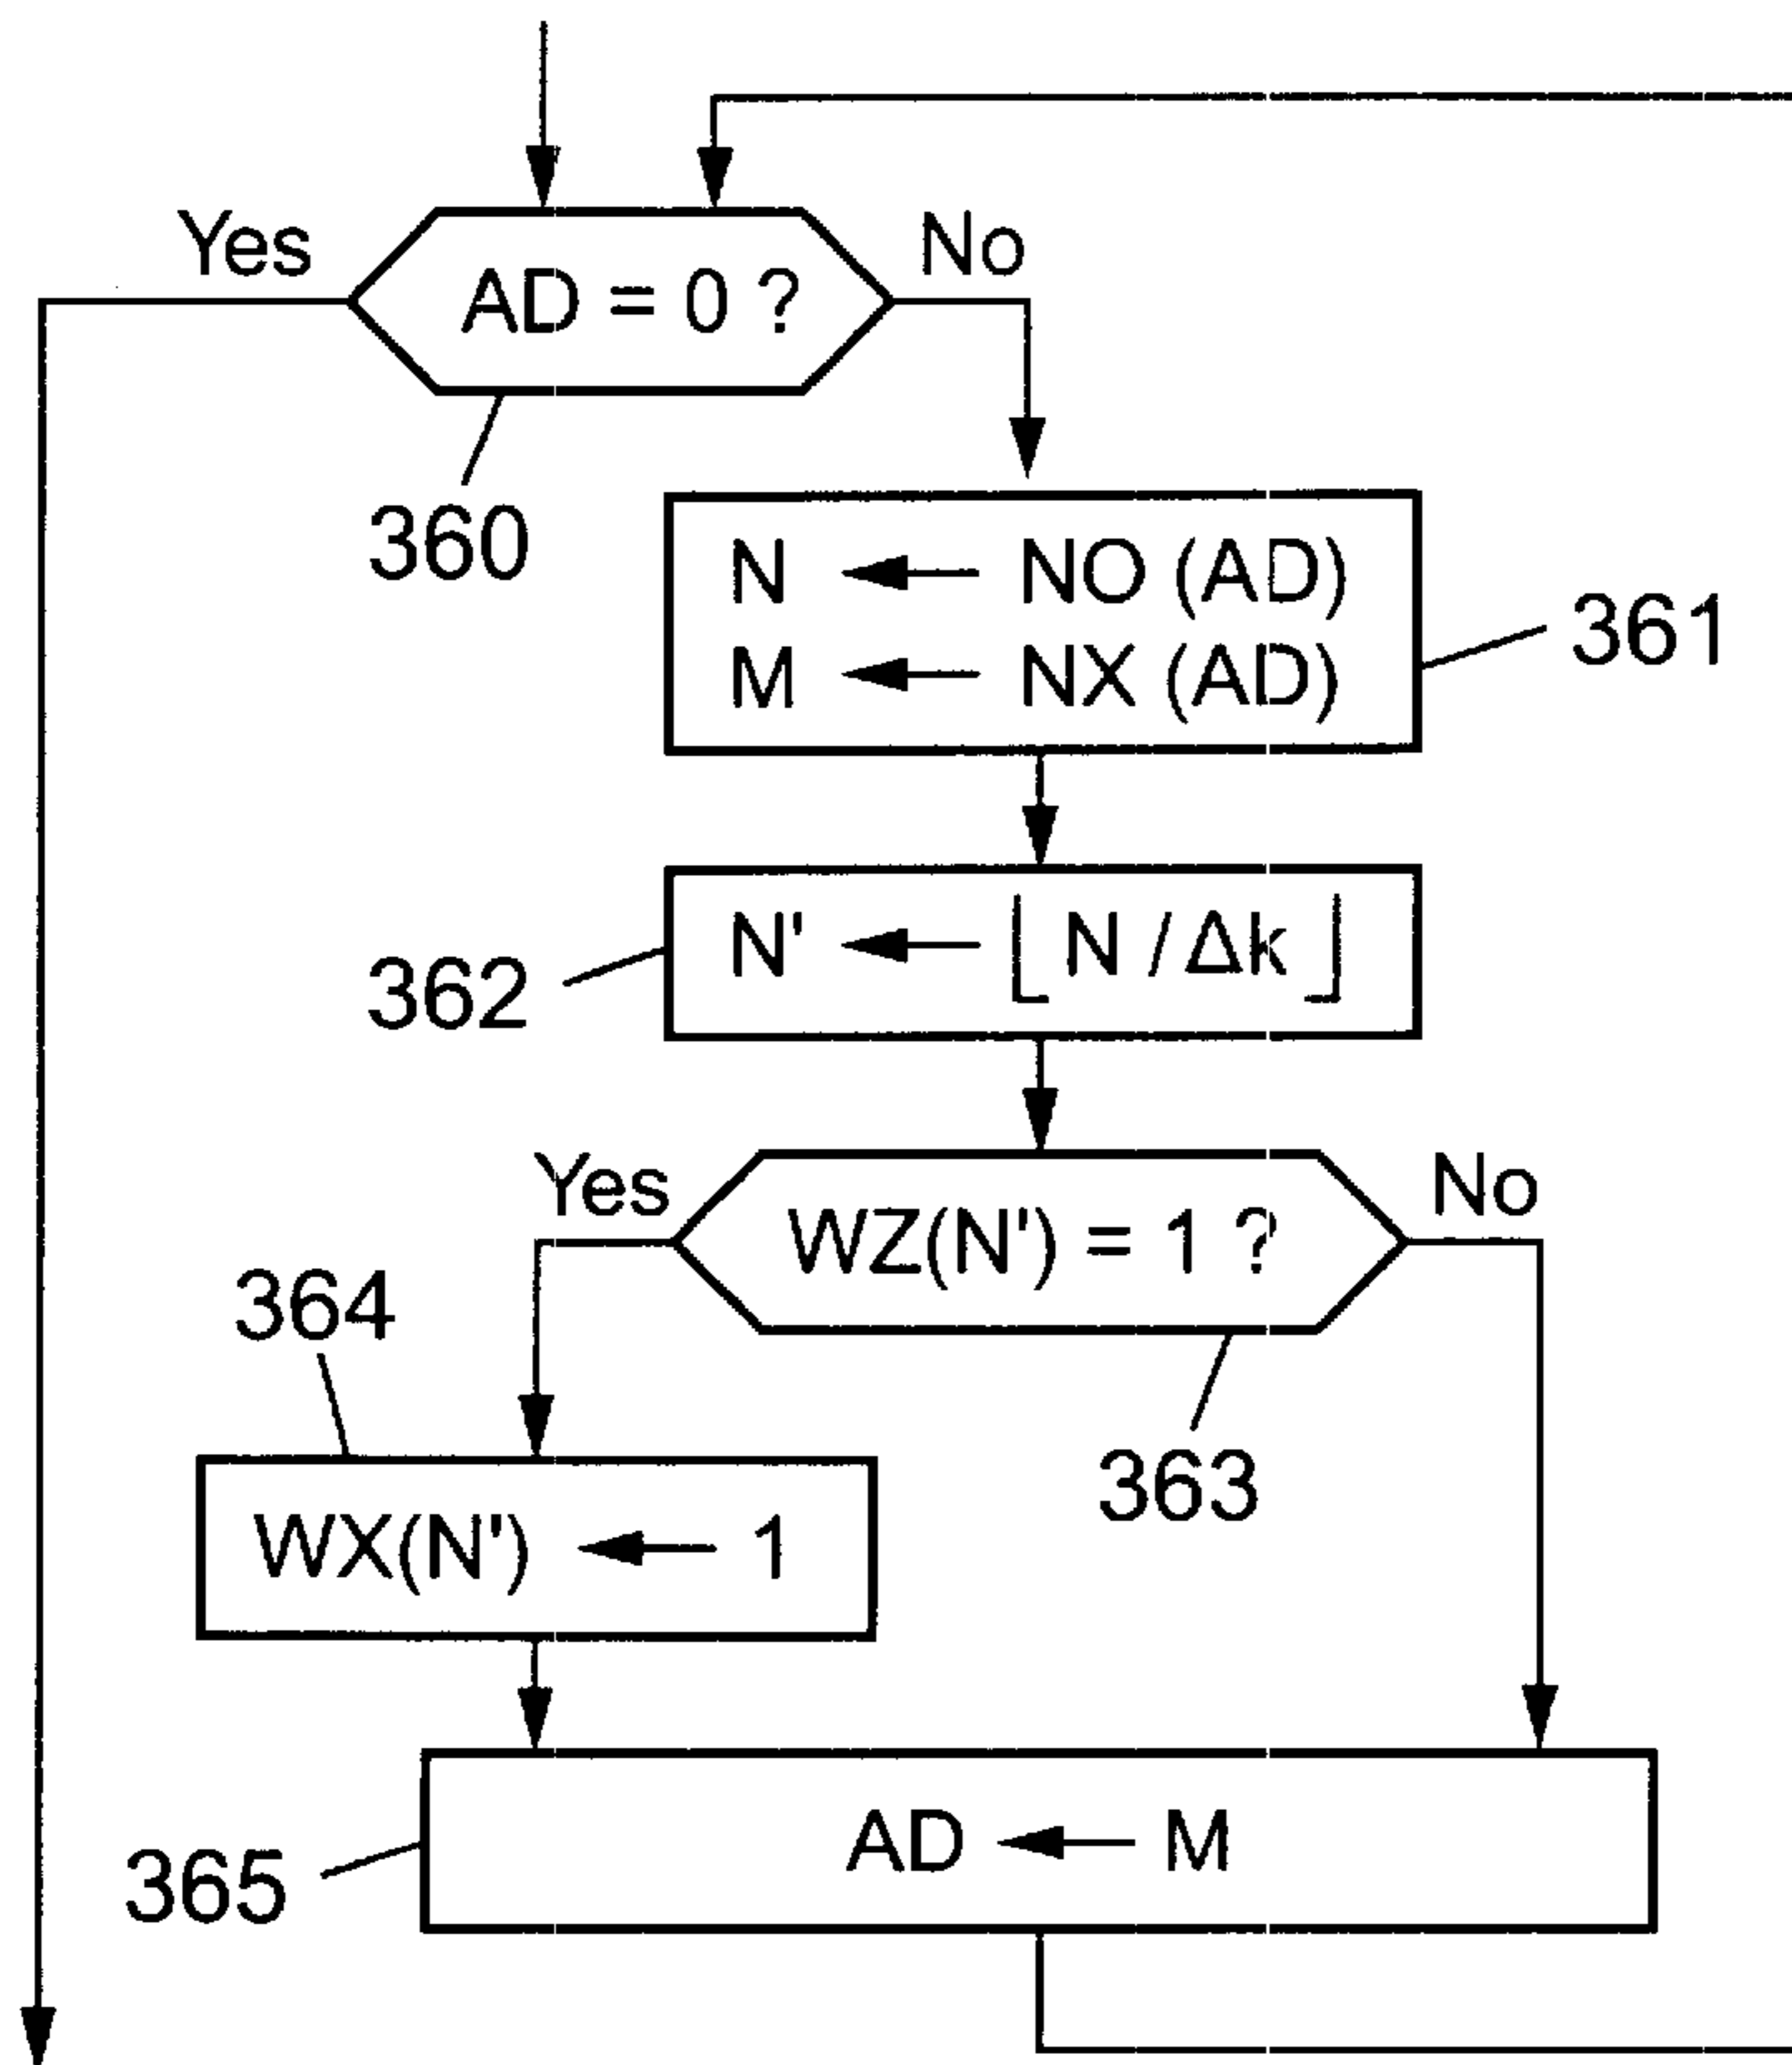 Yes
No
AD = 0 ?
360
N ← NO (AD)
M ← NX (AD)
361
N' ← ⌊ N / Δk ⌋
362
Yes
No
WZ(N') = 1 ?
364
363
WX(N') ← 1
AD ← M
365